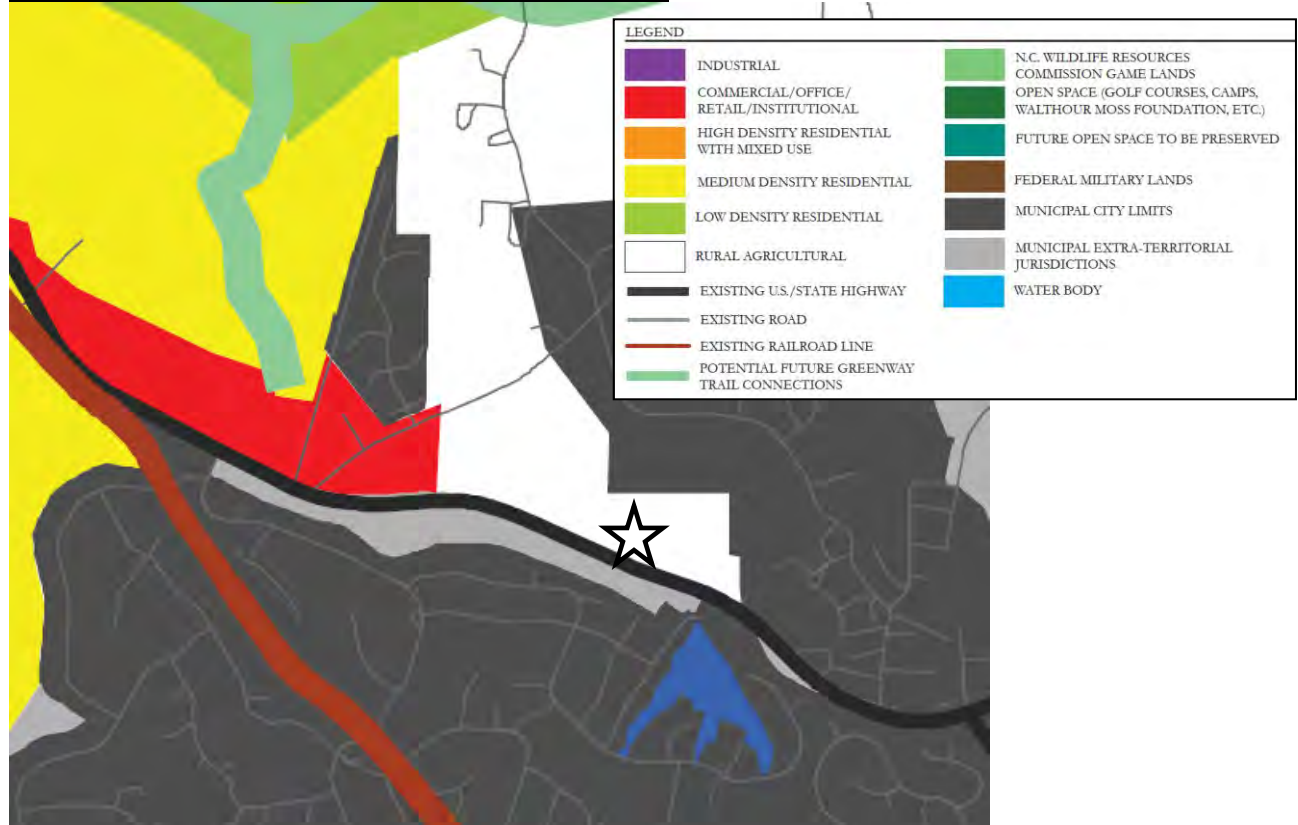 LEGEND
INDUSTRIAL
COMMERCIAL/OFFICE/
RETAIL/INSTITUTIONAL
HIGH DENSITY RESIDENTIAL
WITH MIXED USE
MEDIUM DENSITY RESIDENTIAL
LOW DENSITY RESIDENTIAL
RURAL AGRICULTURAL
EXISTING U.S./STATE HIGHWAY
EXISTING ROAD
EXISTING RAILROAD LINE
POTENTIAL FUTURE GREENWAY
TRAIL CONNECTIONS
N.C. WILDLIFE RESOURCES
COMMISSION GAME LANDS
OPEN SPACE (GOLF COURSES, CAMPS,
WALTHOUR MOSS FOUNDATION, ETC.)
FUTURE OPEN SPACE TO BE PRESERVED
FEDERAL MILITARY LANDS
MUNICIPAL CITY LIMITS
MUNICIPAL EXTRA-TERRITORIAL
JURISDICTIONS
WATER BODY